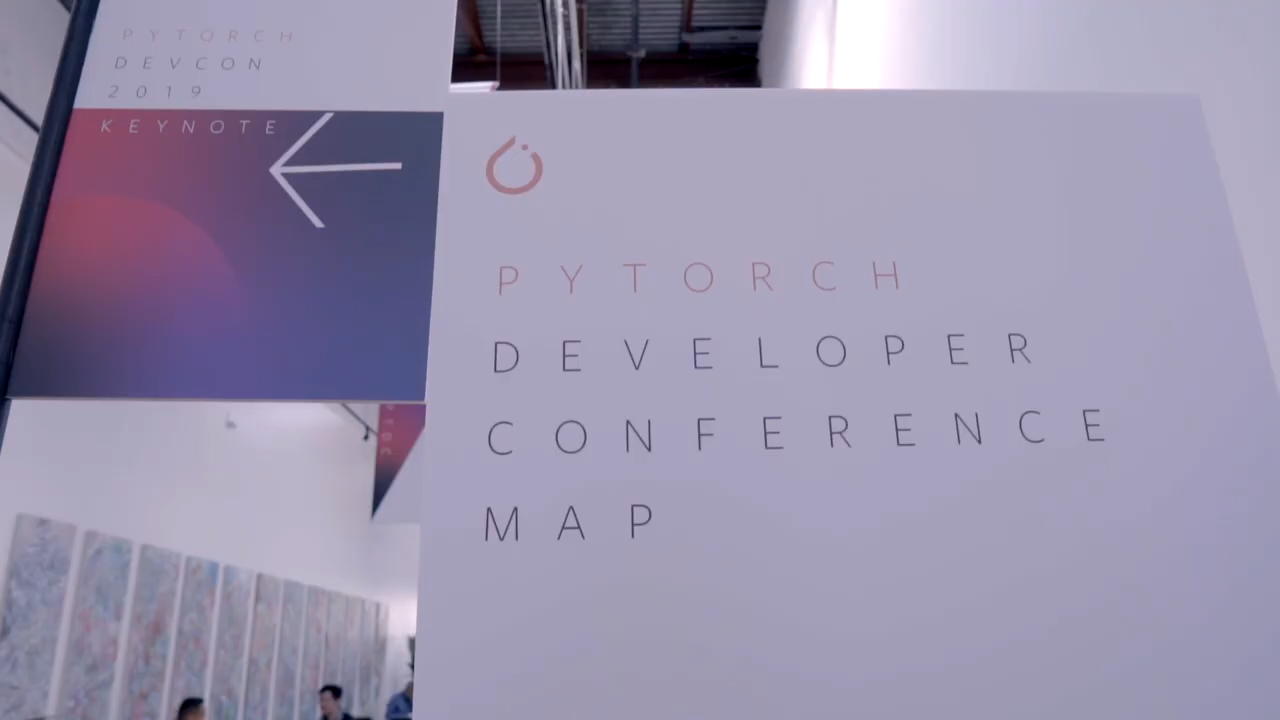 PYTORCH
DEVCON
2019
KEYNOTE
PYTORCH
DEVELOPER
CONFERENCE
MAP